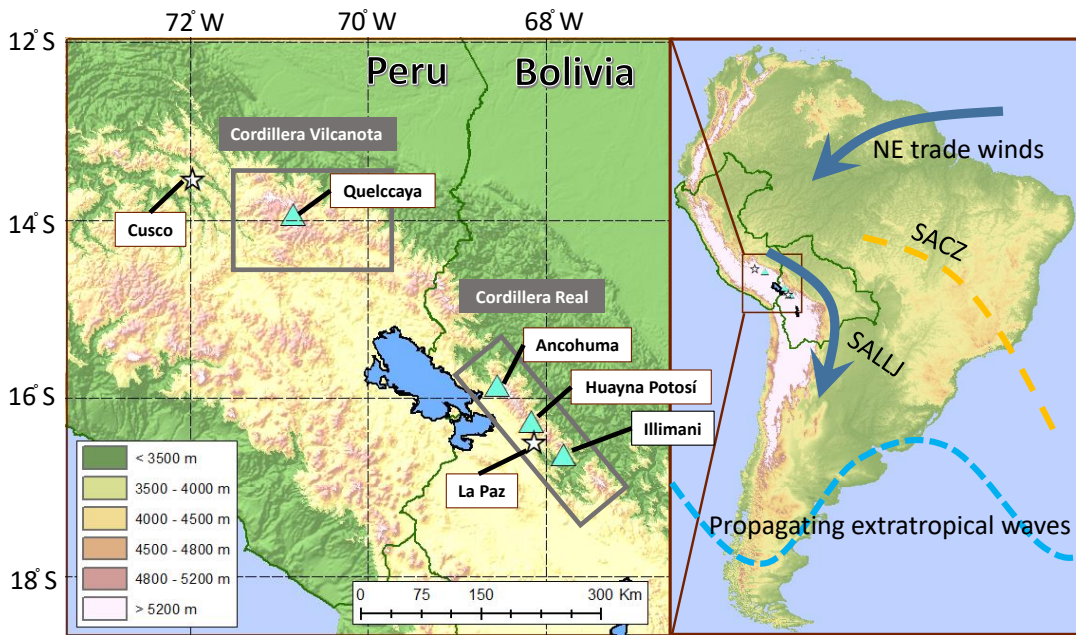 72°W
70°W
68°W
12°S
14°S
16°S
18°S
Peru
Bolivia
Cordillera Vilcanota
Quelccaya
Cusco
Cordillera Real
Ancohuma
Huayna Potosí
Illimani
La Paz
< 3500 m
3500 - 4000 m
4000 - 4500 m
4500 - 4800 m
4800 - 5200 m
> 5200 m
0 75 150 300 Km
NE trade winds
SACZ
SALLJ
Propagating extratropical waves